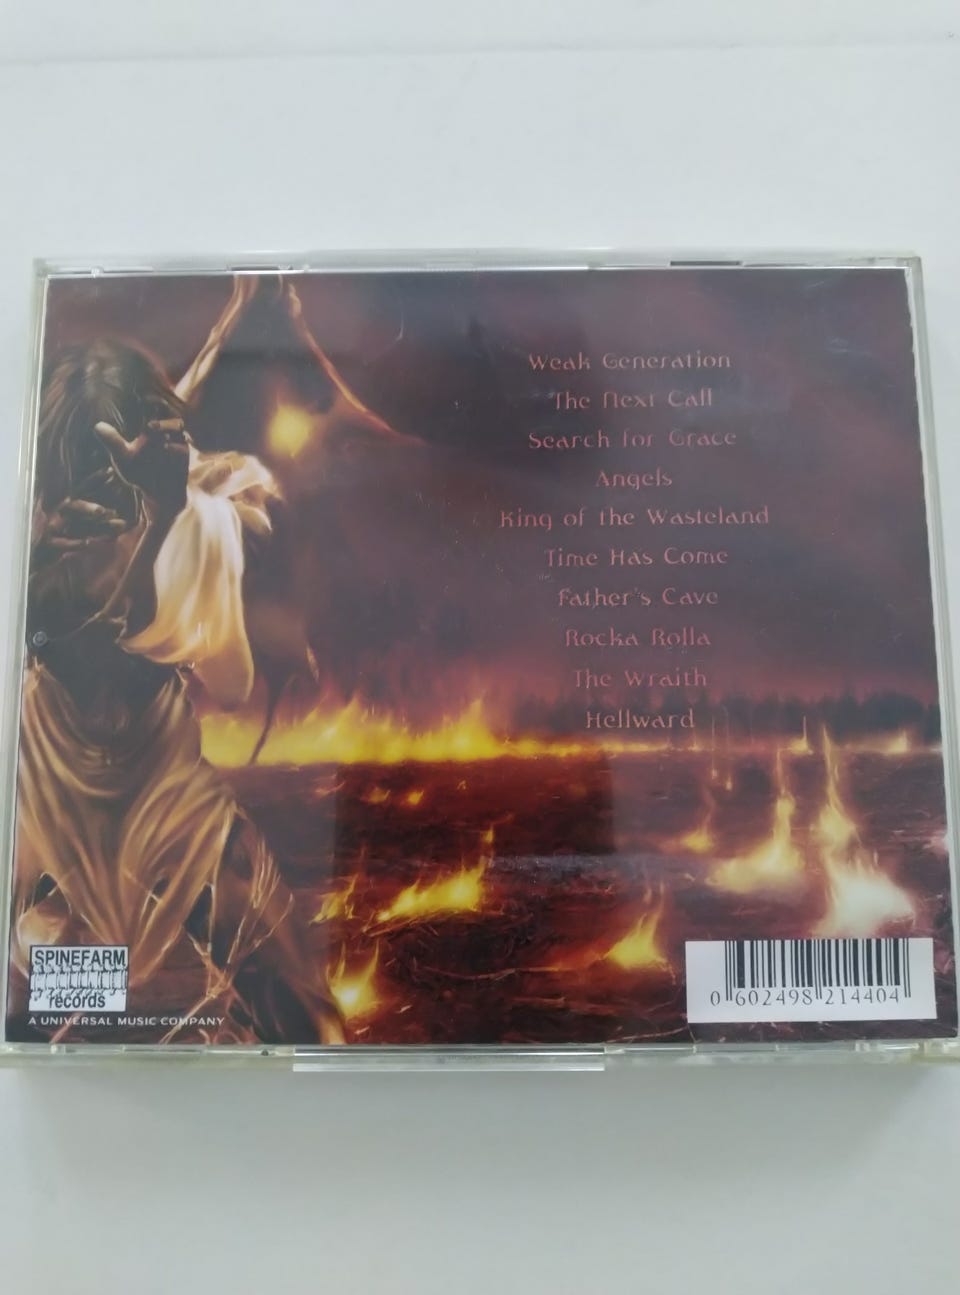 Weak Generation
The Next Call
Search for Grace
Angels
King of the Wasteland
Time Has Come
Father's Cave
Rocka Rolla
The Wraith
Hellward
SPINEFARM
records
A UNIVERSAL MUSIC COMPANY
0 602498 214404